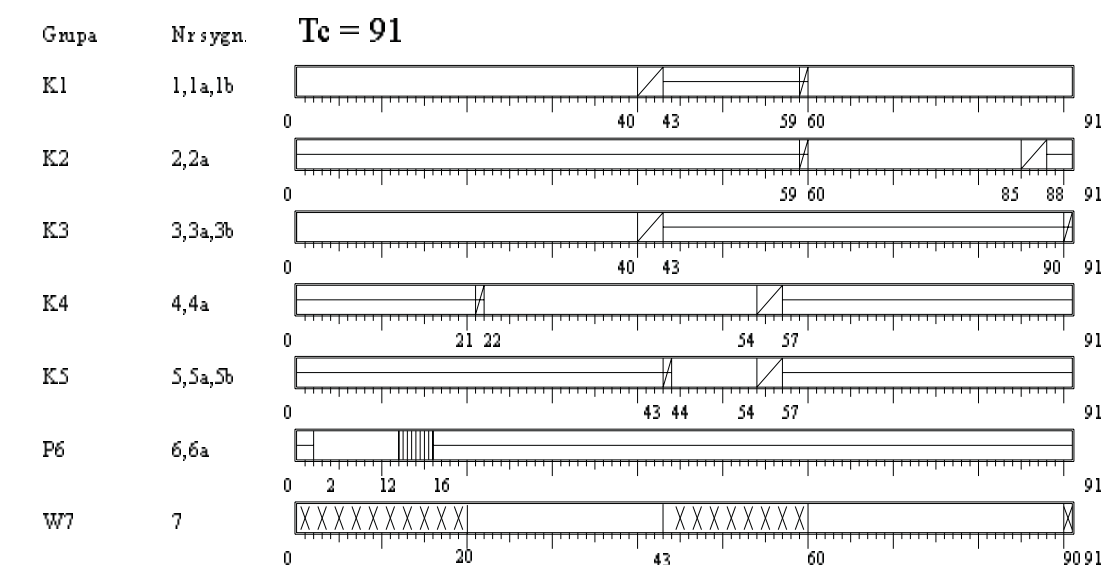 Grupa Nr sygn. Tc = 91
K1 1,1a,1b
0 40 43 59 60 91
K2 2,2a
0 59 60 85 88 91
K3 3,3a,3b
0 40 43 90 91
K4 4,4a
0 21 22 54 57 91
K5 5,5a,5b
0 43 44 54 57 91
P6 6,6a
0 2 12 16 91
W7 7
0 20 43 60 90 91